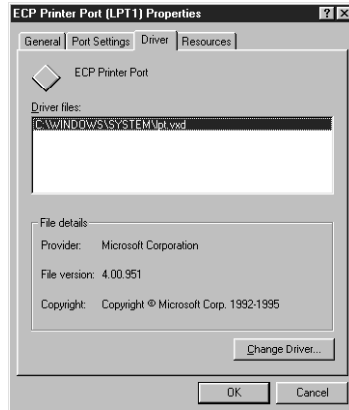 ECP Printer Port (LPT1) Properties
General Port Settings Driver Resources
ECP Printer Port
Driver files:
C:\WINDOWS\SYSTEM\lpt.vxd
File details
Provider: Microsoft Corporation
File version: 4.00.951
Copyright: Copyright © Microsoft Corp. 1992-1995
Change Driver...
OK Cancel